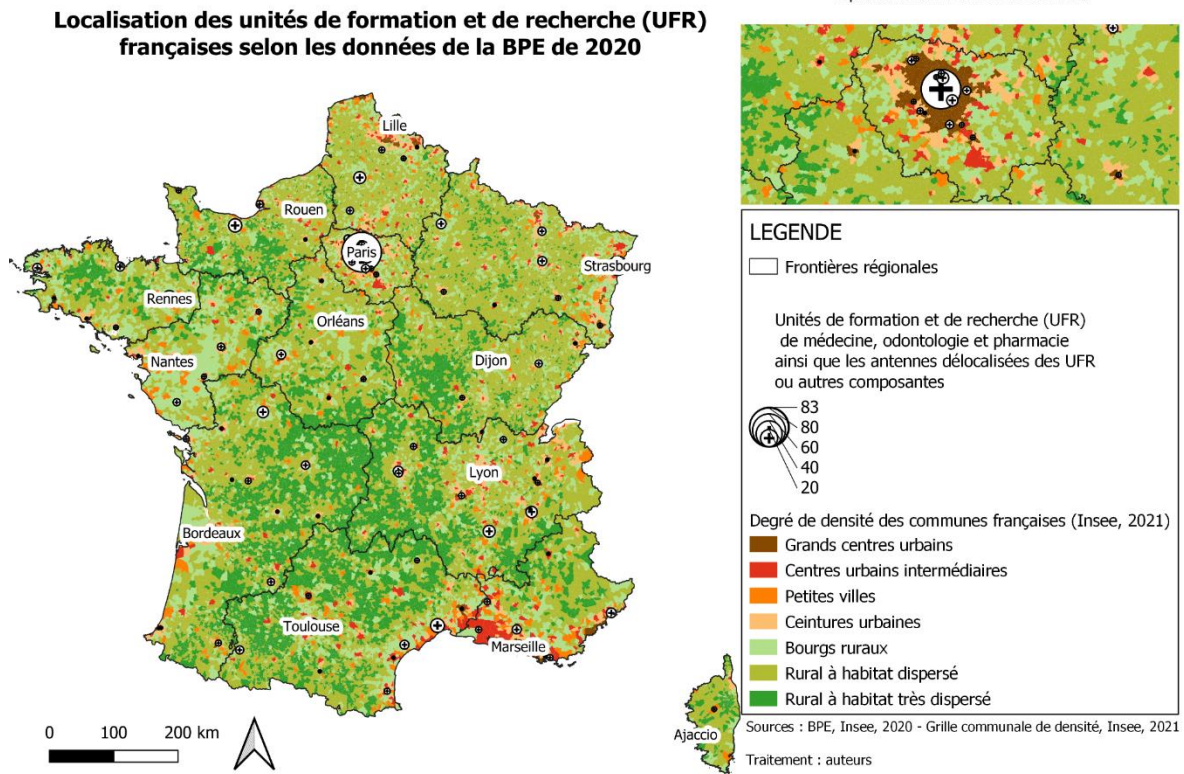 Localisation des unités de formation et de recherche (UFR)
françaises selon les données de la BPE de 2020
Lille
Rouen
Paris
Strasbourg
Rennes
Orléans
Nantes
Dijon
Lyon
Bordeaux
Toulouse
Marseille
Ajaccio
0 100 200 km
LEGENDE
Frontières régionales
Unités de formation et de recherche (UFR)
de médecine, odontologie et pharmacie
ainsi que les antennes délocalisées des UFR
ou autres composantes
83
80
60
40
20
Degré de densité des communes françaises (Insee, 2021)
Grands centres urbains
Centres urbains intermédiaires
Petites villes
Ceintures urbaines
Bourgs ruraux
Rural à habitat dispersé
Rural à habitat très dispersé
Sources : BPE, Insee, 2020 - Grille communale de densité, Insee, 2021
Traitement : auteurs